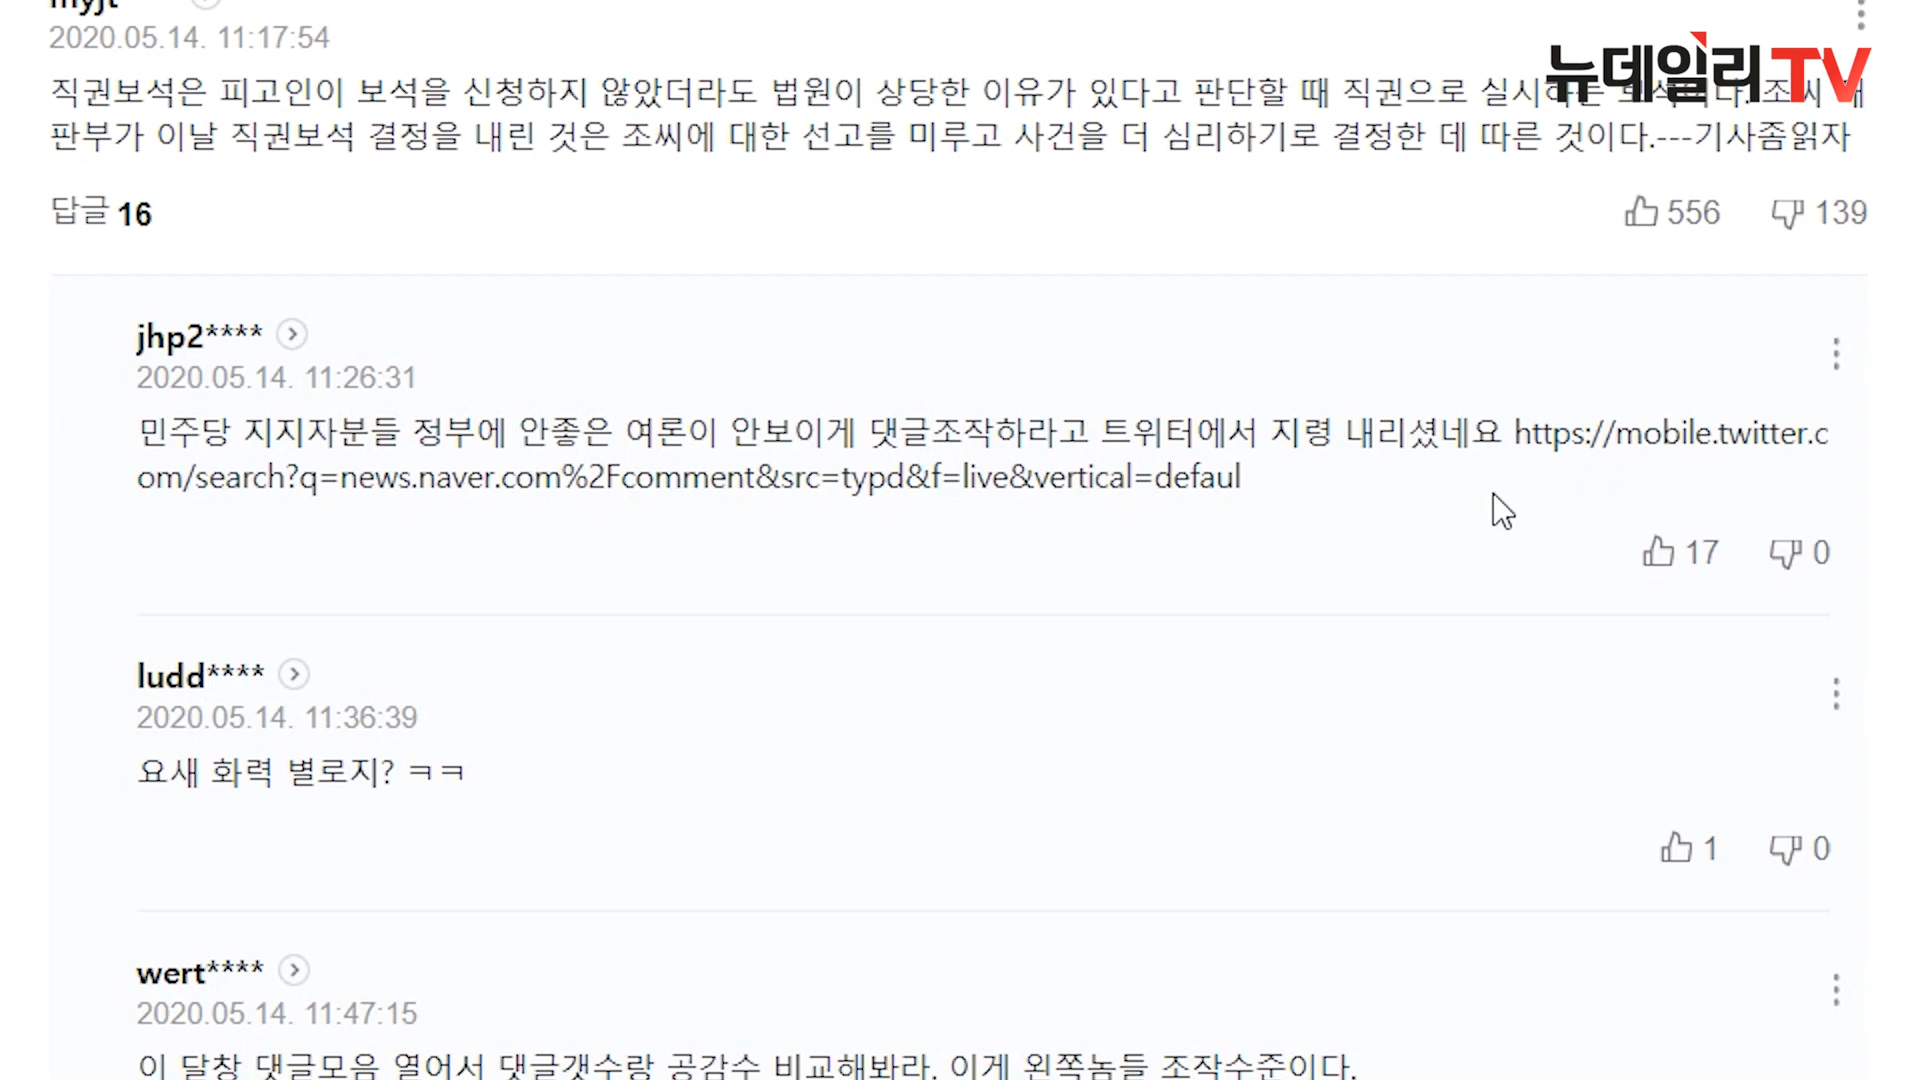 2020.05.14. 11:17:54
뉴데일리TV
직권보석은 피고인이 보석을 신청하지 않았더라도 법원이 상당한 이유가 있다고 판단할 때 직권으로 조씨
판부가 이날 직권보석 결정을 내린 것은 조씨에 대한 선고를 미루고 사건을 더 심리하기로 결정한 데 따른 것이다.---기사좀읽자
답글 16
556 139
jhp2****
2020.05.14. 11:26:31
민주당 지지자분들 정부에 안좋은 여론이 안보이게 댓글조작하라고 트위터에서 지령 내리셨네요 https://mobile.twitter.c
om/search?q=news.naver.com%2Fcomment&src=typd&f=live&vertical=defaul
17 0
ludd****
2020.05.14. 11:36:39
요새 화력 별로지? ㅋㅋ
1 0
wert****
2020.05.14. 11:47:15
이 달창 댓글모음 열어서 댓글갯수랑 공감수 비교해봐라. 이게 왼쪽놈들 조작수준이다.